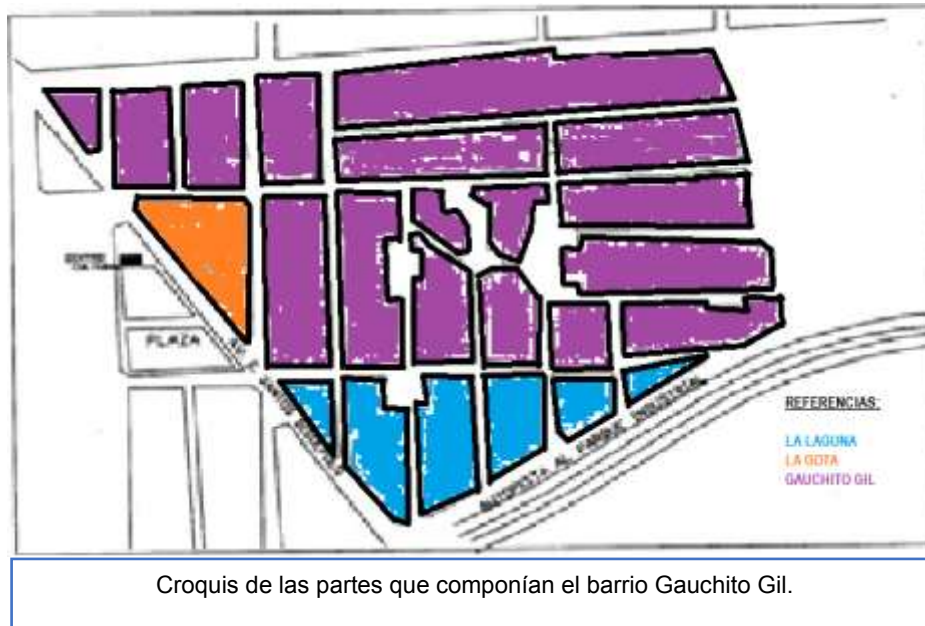 CENTRO
PLAZA
AUTOPISTA AL PARQUE INDUSTRIAL
REFERENCIAS:
LA LAGUNA
LA GOTA
GAUCHITO GIL
Croquis de las partes que componían el barrio Gauchito Gil.